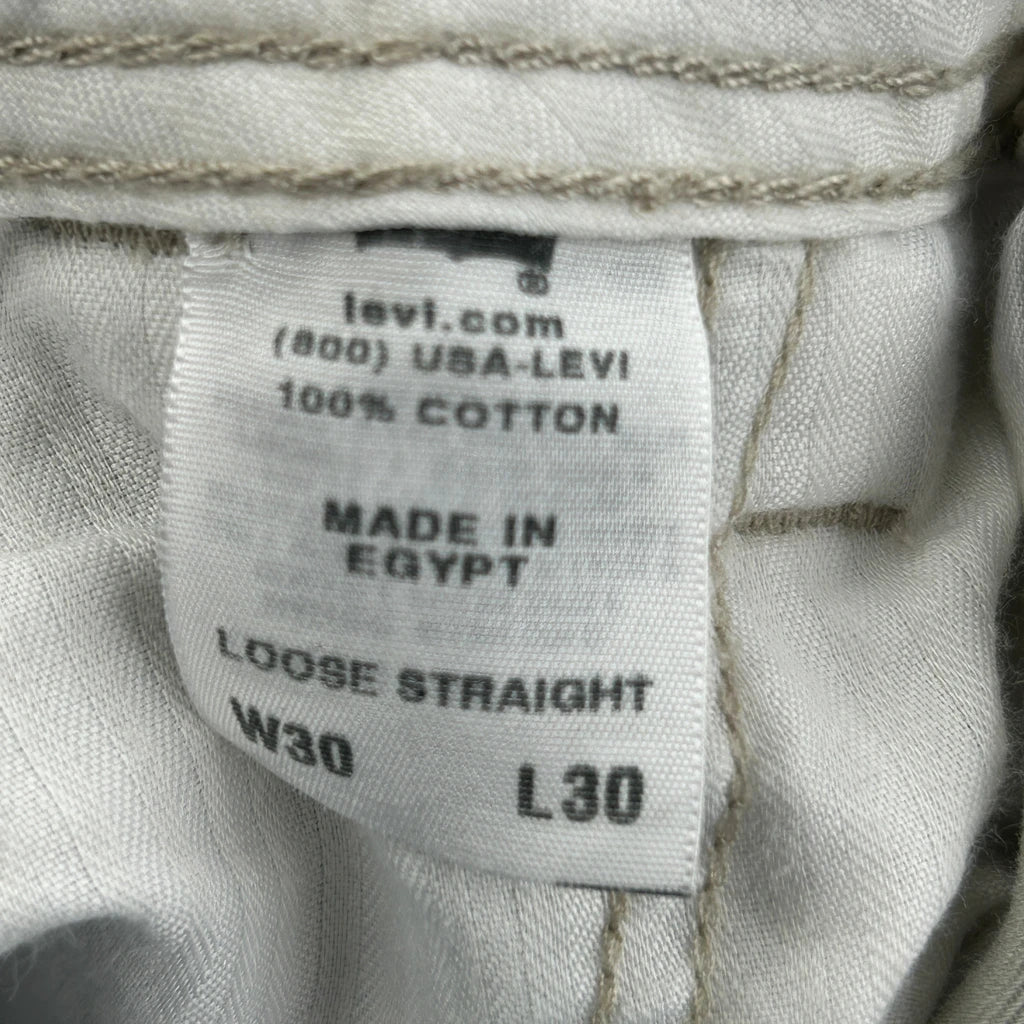 ®
levi.com
(800) USA-LEVI
100% COTTON
MADE IN
EGYPT
LOOSE STRAIGHT
W30 L30